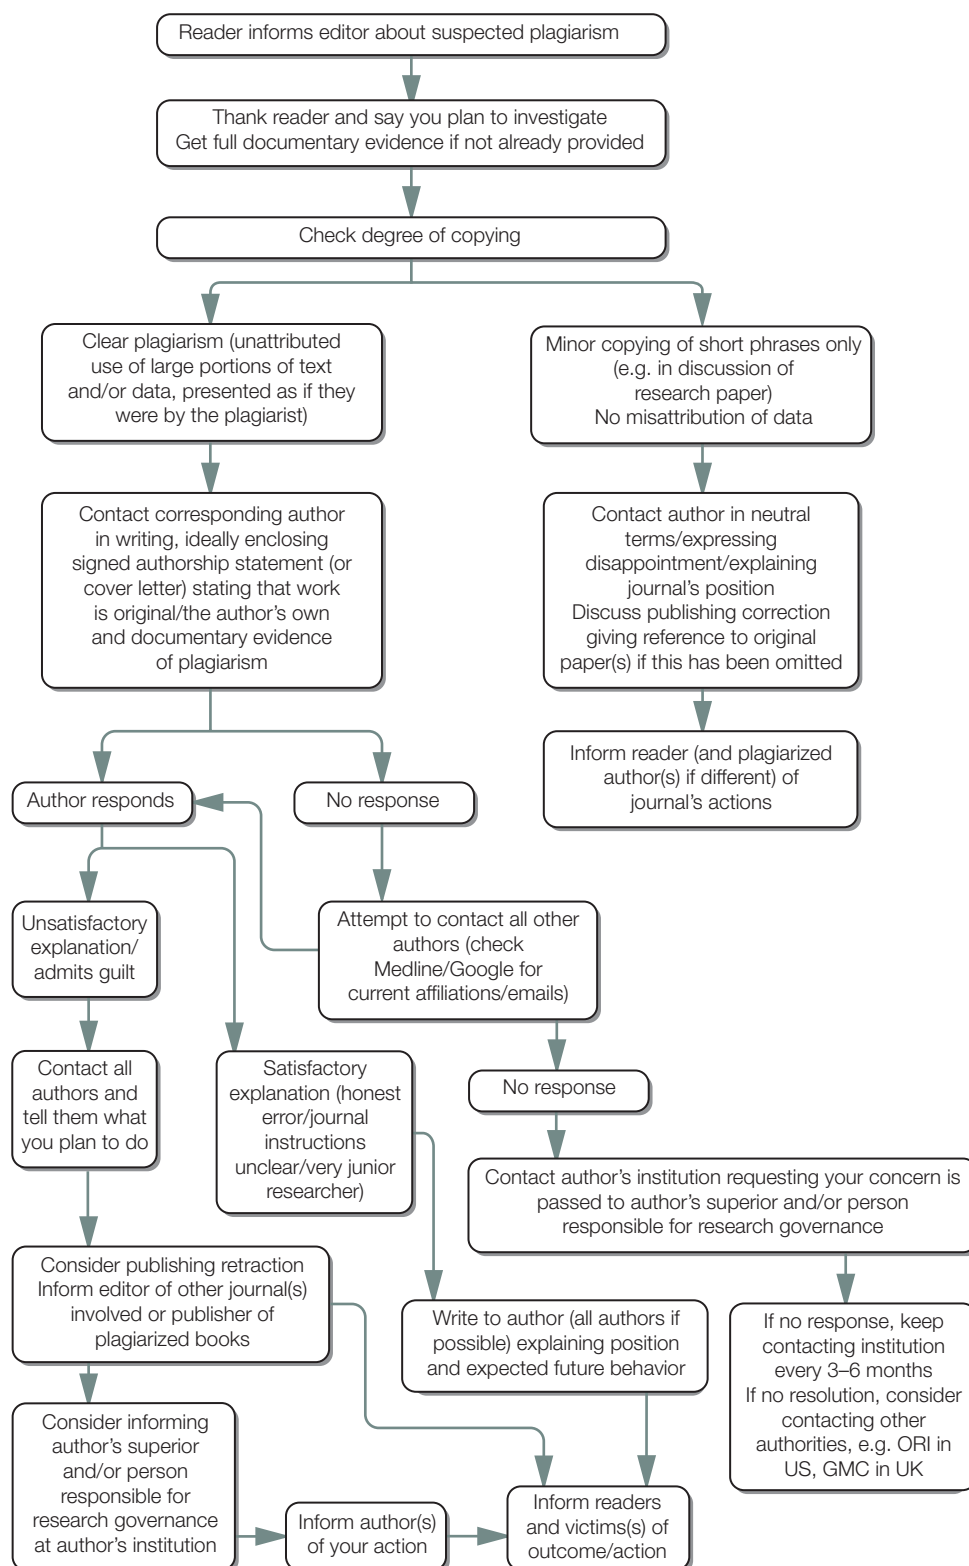 Reader informs editor about suspected plagiarism
Thank reader and say you plan to investigate
Get full documentary evidence if not already provided
Check degree of copying
Clear plagiarism (unattributed
use of large portions of text
and/or data, presented as if they
were by the plagiarist)
Minor copying of short phrases only
(e.g. in discussion of
research paper)
No misattribution of data
Contact corresponding author
in writing, ideally enclosing
signed authorship statement (or
cover letter) stating that work
is original/the author's own
and documentary evidence
of plagiarism
Contact author in neutral
terms/expressing
disappointment/explaining
journal's position
Discuss publishing correction
giving reference to original
paper(s) if this has been omitted
Inform reader (and plagiarized
author(s) if different) of
journal's actions
Author responds
No response
Unsatisfactory
explanation/
admits guilt
Attempt to contact all other
authors (check
Medline/Google for
current affiliations/emails)
Contact all
authors and
tell them what
you plan to do
Satisfactory
explanation (honest
error/journal
instructions
unclear/very junior
researcher)
No response
Contact author's institution requesting your concern is
passed to author's superior and/or person
responsible for research governance
Consider publishing retraction
Inform editor of other journal(s)
involved or publisher of
plagiarized books
Write to author (all authors if
possible) explaining position
and expected future behavior
If no response, keep
contacting institution
every 3–6 months
If no resolution, consider
contacting other
authorities, e.g. ORI in
US, GMC in UK
Consider informing
author's superior
and/or person
responsible for
research governance
at author's institution
Inform author(s)
of your action
Inform readers
and victims(s) of
outcome/action